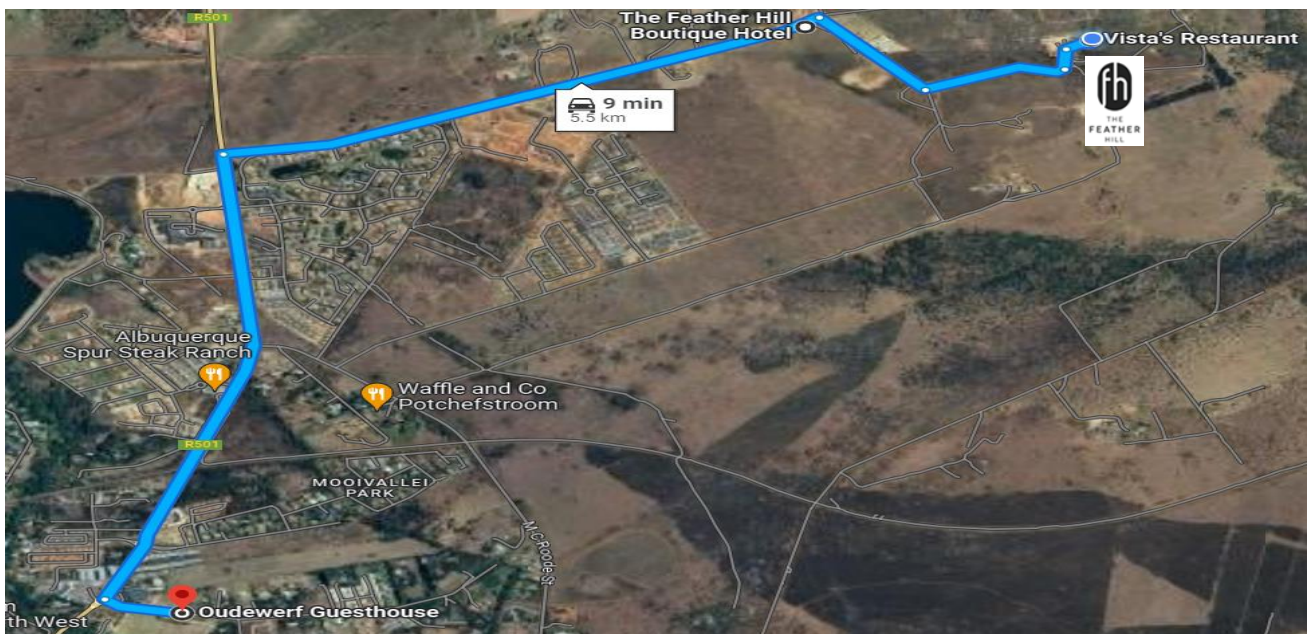 R501
The Feather Hill
Boutique Hotel
Vista's Restaurant
fh
THE
FEATHER
HILL
9 min
5.5 km
Albuquerque
Spur Steak Ranch
Waffle and Co
Potchefstroom
R501
MOOIVALLEI
PARK
M C Roode St
Oudewerf Guesthouse
th West